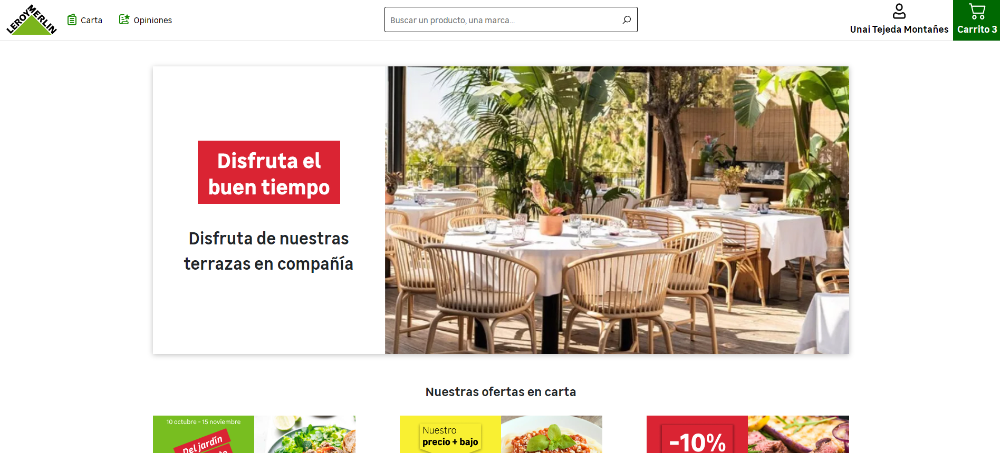 LEROY MERLIN
Carta
Opiniones
Buscar un producto, una marca...
Unai Tejeda Montañes
Carrito 3
Disfruta el
buen tiempo
Disfruta de nuestras
terrazas en compañía
Nuestras ofertas en carta
10 octubre - 15 noviembre
Del jardín
Nuestro
precio + bajo
-10%